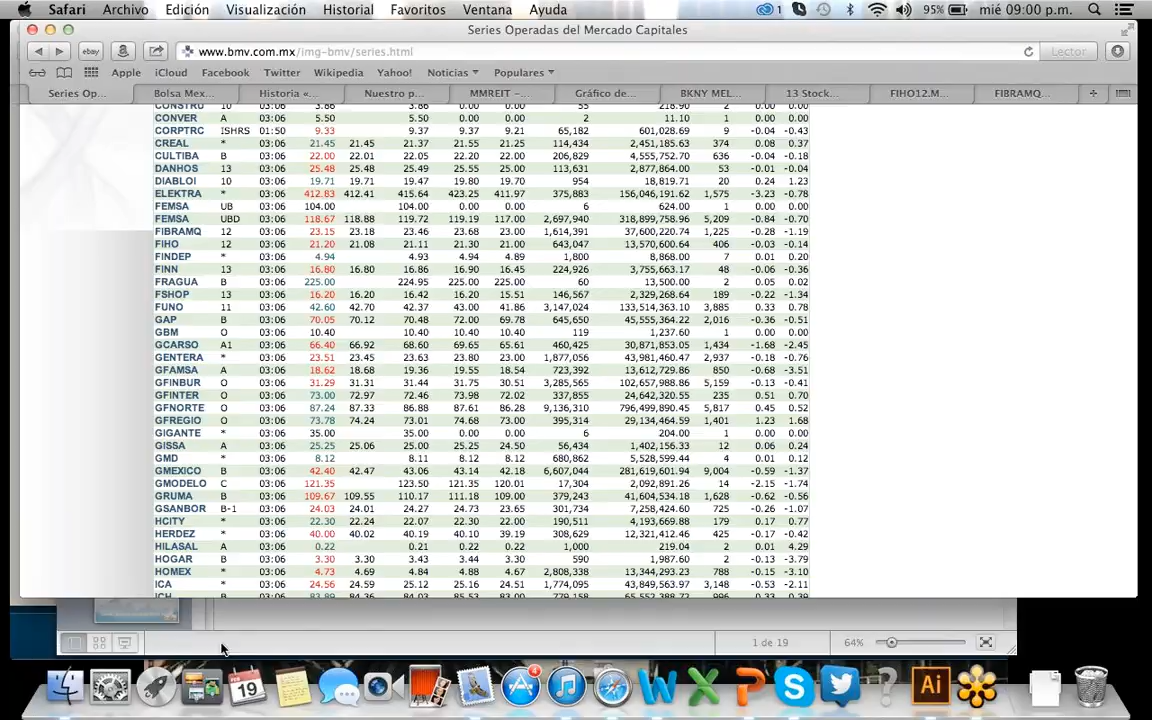 Safari Archivo Edición Visualización Historial Favoritos Ventana Ayuda 1 95% mié 09:00 p.m.
Series Operadas del Mercado Capitales
ebay www.bmv.com.mx/img-bmv/series.html Lector
Apple iCloud Facebook Twitter Wikipedia Yahoo! Noticias Populares
Series Op... Bolsa Mex... Historia «... Nuestro p... MMREIT –... Gráfico de... BKNY MEL... 13 Stock... FIHO12.M... FIBRAMQ...
CONSTRU 10 3.86 3.86 0.00 0.00 55 218.90 2 0.00 0.00
CONVER A 03:06 5.50 5.50 0.00 0.00 2 11.10 1 0.00 0.00
CORPTRC ISHRS 01:50 9.33 9.37 9.37 9.21 65,182 601,028.69 9 -0.04 -0.43
CREAL * 03:06 21.45 21.45 21.37 21.55 21.25 114,434 2,451,185.63 374 0.08 0.37
CULTIBA B 03:06 22.00 22.01 22.05 22.20 22.00 206,829 4,555,752.70 636 -0.04 -0.18
DANHOS 13 03:06 25.48 25.48 25.49 25.55 25.00 113,631 2,877,864.00 53 -0.01 -0.04
DIABLOI 10 03:06 19.71 19.71 19.47 19.80 19.70 954 18,819.71 20 0.24 1.23
ELEKTRA * 03:06 412.83 412.41 415.64 423.25 411.97 375,883 156,046,191.62 1,575 -3.23 -0.78
FEMSA UB 03:06 104.00 104.00 0.00 0.00 6 624.00 1 0.00 0.00
FEMSA UBD 03:06 118.67 118.88 119.72 119.19 117.00 2,697,940 318,899,758.96 5,209 -0.84 -0.70
FIBRAMQ 12 03:06 23.15 23.18 23.46 23.68 23.00 1,614,391 37,600,220.74 1,225 -0.28 -1.19
FIHO 12 03:06 21.20 21.08 21.11 21.30 21.00 643,047 13,570,600.64 406 -0.03 -0.14
FINDEP * 03:06 4.94 4.93 4.94 4.89 1,800 8,868.00 7 0.01 0.20
FINN 13 03:06 16.80 16.80 16.86 16.90 16.45 224,926 3,755,663.17 48 -0.06 -0.36
FRAGUA B 03:06 225.00 224.95 225.00 225.00 60 13,500.00 2 0.05 0.02
FSHOP 13 03:06 16.20 16.20 16.42 16.20 15.51 146,567 2,329,268.64 189 -0.22 -1.34
FUNO 11 03:06 42.60 42.70 42.37 43.00 41.86 3,147,024 133,514,363.10 3,885 0.33 0.78
GAP B 03:06 70.05 70.12 70.48 72.00 69.78 645,650 45,555,364.22 2,016 -0.36 -0.51
GBM O 03:06 10.40 10.40 10.40 10.40 119 1,237.60 1 0.00 0.00
GCARSO A1 03:06 66.40 66.92 68.60 69.65 65.61 460,425 30,871,853.05 1,434 -1.68 -2.45
GENTERA * 03:06 23.51 23.45 23.63 23.80 23.00 1,877,056 43,981,460.47 2,937 -0.18 -0.76
GFAMSA A 03:06 18.62 18.68 19.36 19.55 18.54 723,392 13,612,729.86 850 -0.68 -3.51
GFINBUR O 03:06 31.29 31.31 31.44 31.75 30.51 3,285,565 102,657,988.86 5,159 -0.13 -0.41
GFINTER O 03:06 73.00 72.97 72.46 73.98 72.02 337,855 24,642,320.55 235 0.51 0.70
GFNORTE O 03:06 87.24 87.33 86.88 87.61 86.28 9,136,310 796,499,890.45 5,817 0.45 0.52
GFREGIO O 03:06 73.78 74.24 73.01 74.68 73.00 395,314 29,134,464.59 1,401 1.23 1.68
GIGANTE * 03:06 35.00 35.00 0.00 0.00 6 204.00 1 0.00 0.00
GISSA A 03:06 25.25 25.06 25.00 25.25 24.50 56,434 1,402,156.33 12 0.06 0.24
GMD * 03:06 8.12 8.11 8.12 8.12 680,862 5,528,599.44 4 0.01 0.12
GMEXICO B 03:06 42.40 42.47 43.06 43.14 42.18 6,607,044 281,619,601.94 9,004 -0.59 -1.37
GMODELO C 03:06 121.35 123.50 121.35 120.01 17,304 2,092,891.26 14 -2.15 -1.74
GRUMA B 03:06 109.67 109.55 110.17 111.18 109.00 379,243 41,604,534.18 1,628 -0.62 -0.56
GSANBOR B-1 03:06 24.03 24.01 24.27 24.73 23.65 301,734 7,258,424.60 725 -0.26 -1.07
HCITY * 03:06 22.30 22.24 22.07 22.30 22.00 190,511 4,193,669.88 179 0.17 0.77
HERDEZ * 03:06 40.00 40.02 40.19 40.10 39.19 308,629 12,321,412.46 425 -0.17 -0.42
HILASAL A 03:06 0.22 0.21 0.22 0.22 1,000 219.04 2 0.01 4.29
HOGAR B 03:06 3.30 3.30 3.43 3.44 3.30 590 1,987.60 2 -0.13 -3.79
HOMEX * 03:06 4.73 4.69 4.84 4.88 4.67 2,808,338 13,344,293.23 788 -0.15 -3.10
ICA * 03:06 24.56 24.59 25.12 25.16 24.51 1,774,095 43,849,563.97 3,148 -0.53 -2.11
ICH B 03:06 83.89 84.36 84.03 85.53 83.00 779,158 996 0.33 0.39
1 de 19 64%
19 4 W X P S ? Ai